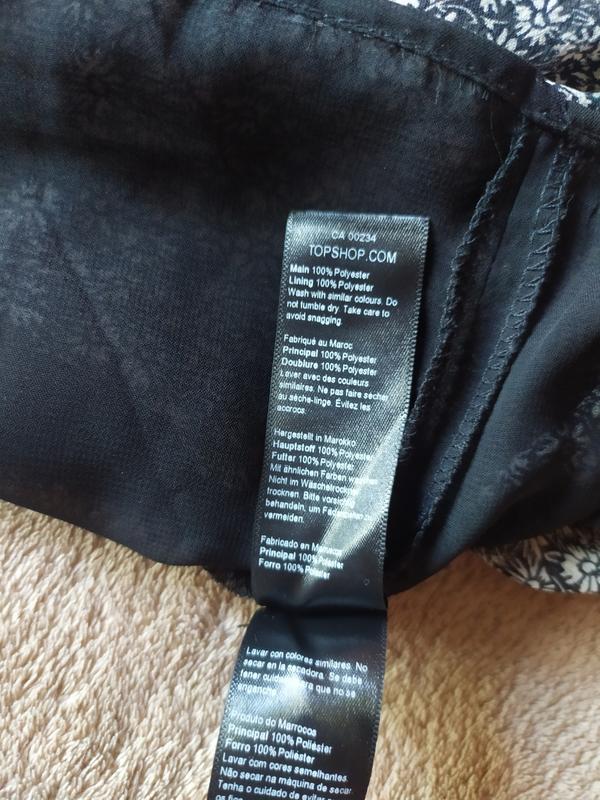 CA 00234
TOPSHOP.COM
Main 100% Polyester
Lining 100% Polyester
Wash with similar colours. Do
not tumble dry. Take care to
avoid snagging.
Fabriqué au Maroc
Principal 100% Polyester
Doublure 100% Polyester
Laver avec des couleurs
similaires. Ne pas faire sécher
au sèche-linge. Évitez les
accrocs.
Hergestellt in Marokko
Hauptstoff 100% Polyester
Futter 100% Polyester
Mit ähnlichen Farben
Nicht im Wäschetrockner
trocknen. Bitte
behandeln, um
vermeiden.
Fabricado en Marruecos
Principal 100% Poliéster
Forro 100% Poliéster
Lavar con colores similares. No
secar en la secadora. Se debe
tener cuidado para que no se
enganche.
Produto do Marrocos
Principal 100% Poliéster
Forro 100% Poliéster
Lavar com cores semelhantes.
Não secar na máquina de secar.
Tenha o cuidado de evitar
os